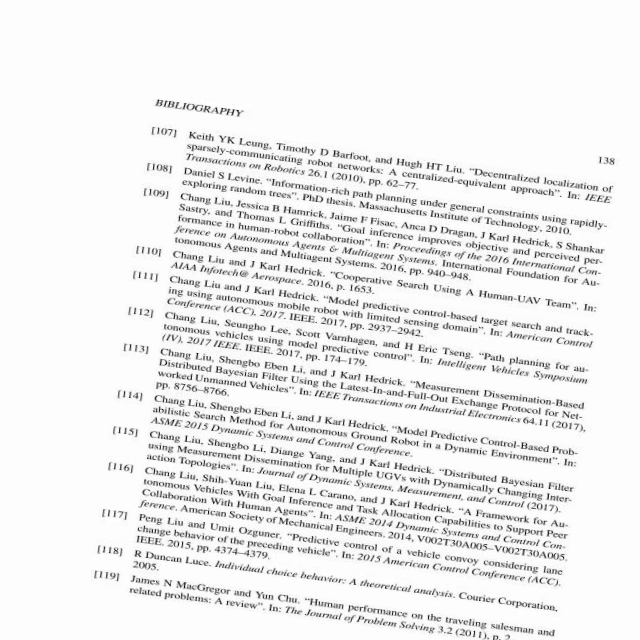 BIBLIOGRAPHY
138
[107] Keith YK Leung, Timothy D Barfoot, and Hugh HT Liu. “Decentralized localization of
sparsely-communicating robot networks: A centralized-equivalent approach”. In: IEEE
Transactions on Robotics 26.1 (2010), pp. 62–77.
[108] Daniel S Levine. “Information-rich path planning under general constraints using rapidly-
exploring random trees”. PhD thesis. Massachusetts Institute of Technology, 2010.
[109] Chang Liu, Jessica B Hamrick, Jaime F Fisac, Anca D Dragan, J Karl Hedrick, S Shankar
Sastry, and Thomas L Griffiths. “Goal inference improves objective and perceived per-
formance in human-robot collaboration”. In: Proceedings of the 2016 International Con-
ference on Autonomous Agents & Multiagent Systems. International Foundation for Au-
tonomous Agents and Multiagent Systems. 2016, pp. 940–948.
[110] Chang Liu and J Karl Hedrick. “Cooperative Search Using A Human-UAV Team”. In:
AIAA Infotech@ Aerospace. 2016, p. 1653.
[111] Chang Liu and J Karl Hedrick. “Model predictive control-based target search and track-
ing using autonomous mobile robot with limited sensing domain”. In: American Control
Conference (ACC), 2017. IEEE. 2017, pp. 2937–2942.
[112] Chang Liu, Seungho Lee, Scott Varnhagen, and H Eric Tseng. “Path planning for au-
tonomous vehicles using model predictive control”. In: Intelligent Vehicles Symposium
(IV), 2017 IEEE. IEEE. 2017, pp. 174–179.
[113] Chang Liu, Shengbo Eben Li, and J Karl Hedrick. “Measurement Dissemination-Based
Distributed Bayesian Filter Using the Latest-In-and-Full-Out Exchange Protocol for Net-
worked Unmanned Vehicles”. In: IEEE Transactions on Industrial Electronics 64.11 (2017),
pp. 8756–8766.
[114] Chang Liu, Shengbo Eben Li, and J Karl Hedrick. “Model Predictive Control-Based Prob-
abilistic Search Method for Autonomous Ground Robot in a Dynamic Environment”. In:
ASME 2015 Dynamic Systems and Control Conference.
[115] Chang Liu, Shengbo Li, Diange Yang, and J Karl Hedrick. “Distributed Bayesian Filter
using Measurement Dissemination for Multiple UGVs with Dynamically Changing Inter-
action Topologies”. In: Journal of Dynamic Systems, Measurement, and Control (2017).
[116] Chang Liu, Shih-Yuan Liu, Elena L Carano, and J Karl Hedrick. “A Framework for Au-
tonomous Vehicles With Goal Inference and Task Allocation Capabilities to Support Peer
Collaboration With Human Agents”. In: ASME 2014 Dynamic Systems and Control Con-
ference. American Society of Mechanical Engineers. 2014, V002T30A005–V002T30A005.
[117] Peng Liu and Umit Ozguner. “Predictive control of a vehicle convoy considering lane
change behavior of the preceding vehicle”. In: 2015 American Control Conference (ACC).
IEEE. 2015, pp. 4374–4379.
[118] R Duncan Luce. Individual choice behavior: A theoretical analysis. Courier Corporation,
2005.
[119] James N MacGregor and Yun Chu. “Human performance on the traveling salesman and
related problems: A review”. In: The Journal of Problem Solving 3.2 (2011), p.